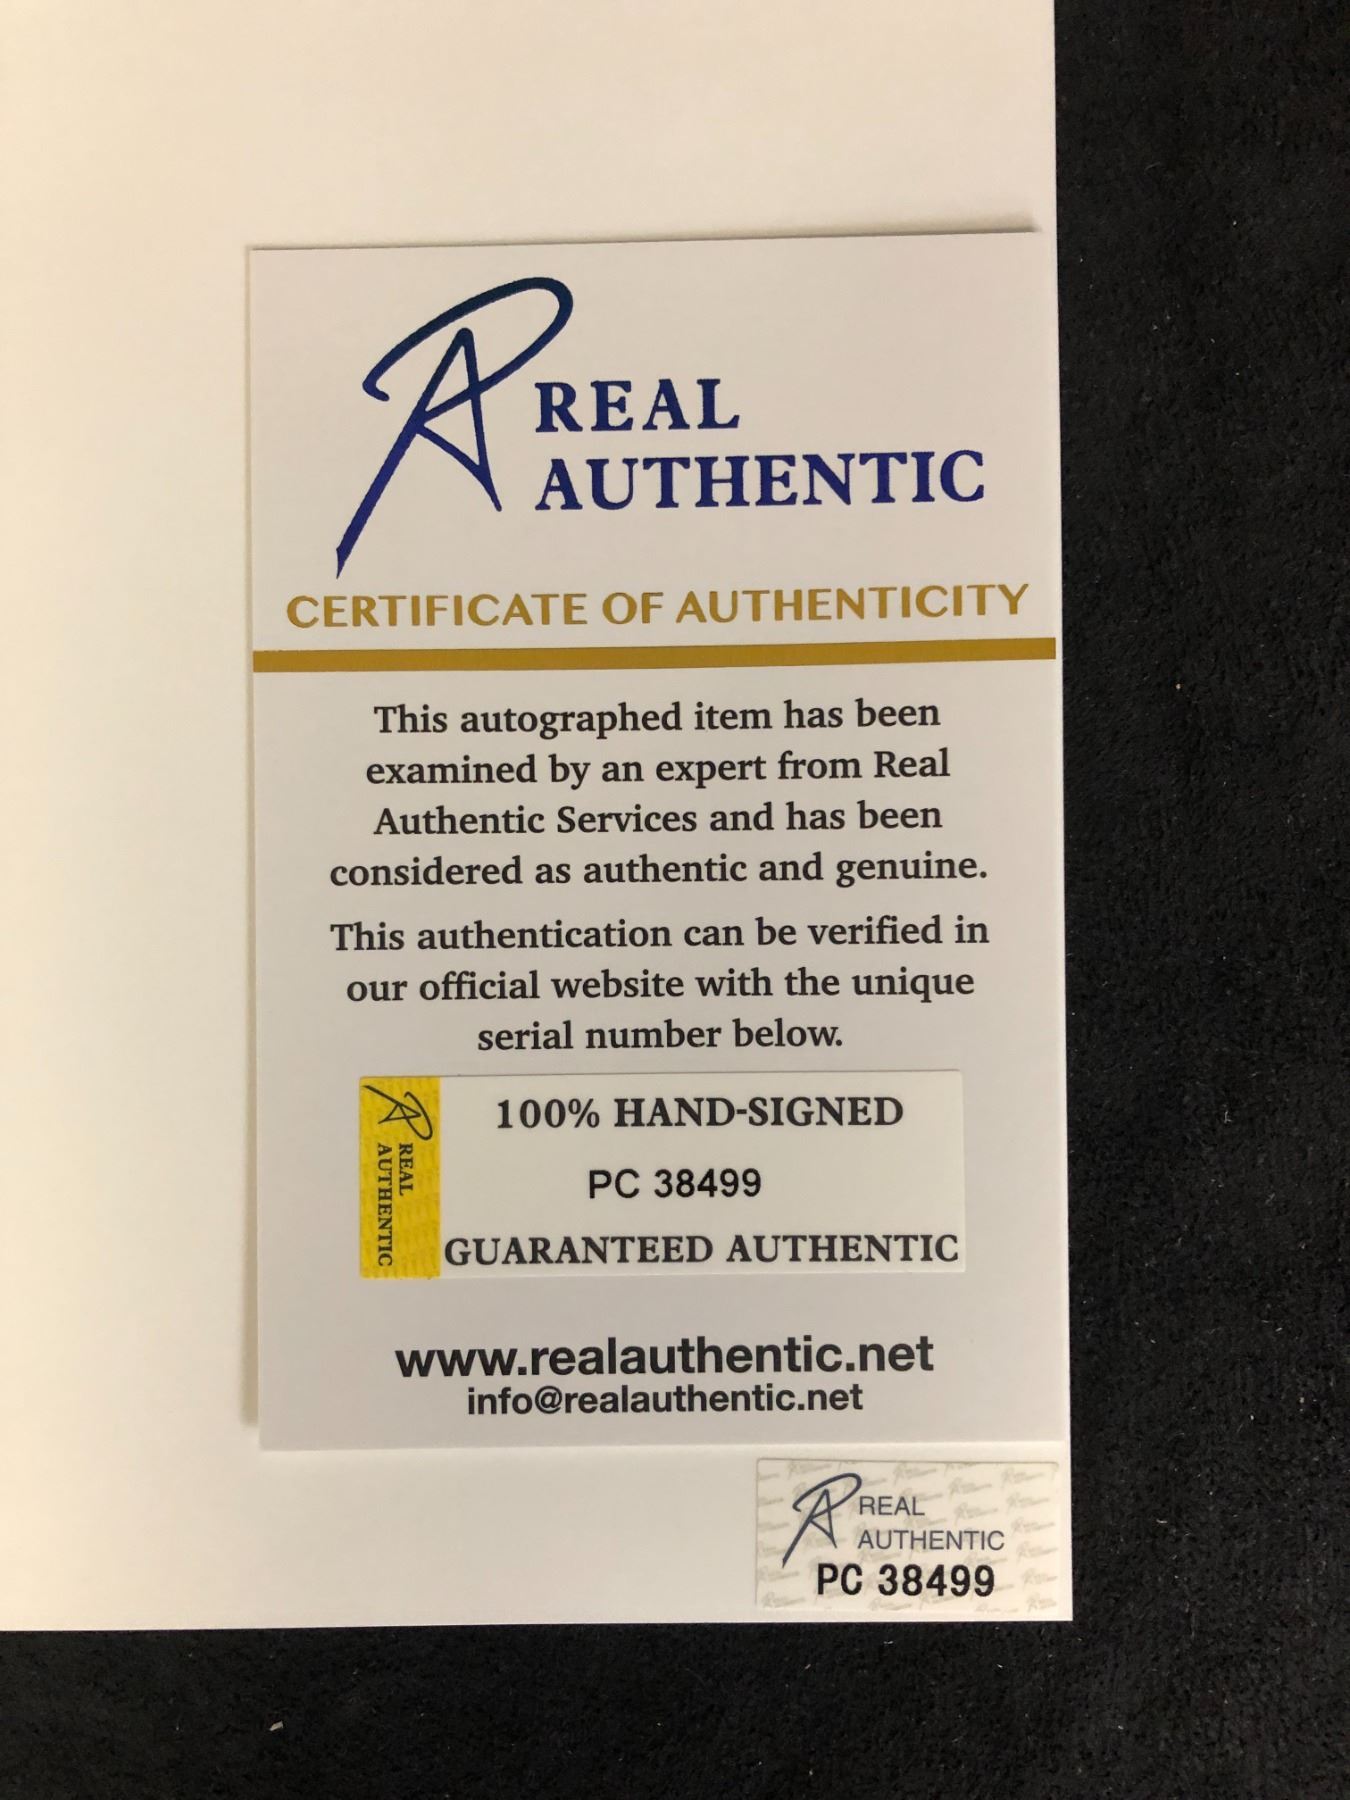 REAL
AUTHENTIC
CERTIFICATE OF AUTHENTICITY
This autographed item has been
examined by an expert from Real
Authentic Services and has been
considered as authentic and genuine.
This authentication can be verified in
our official website with the unique
serial number below.
REAL
AUTHENTIC
100% HAND-SIGNED
PC 38499
GUARANTEED AUTHENTIC
www.realauthentic.net
info@realauthentic.net
REAL
AUTHENTIC
PC 38499